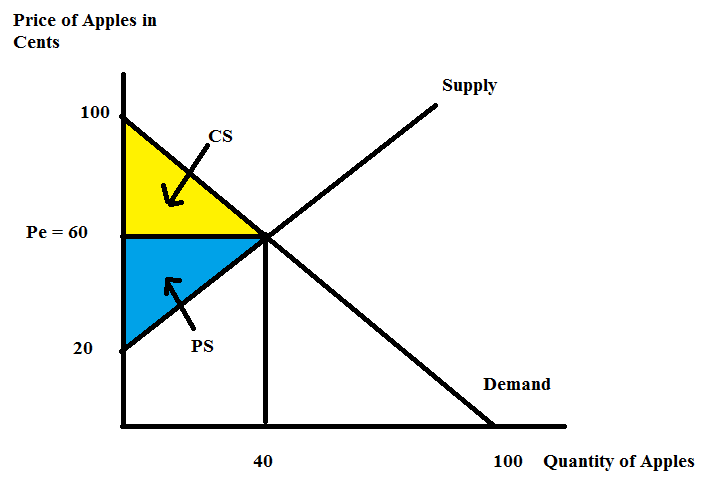 Price of Apples in
Cents
Supply
100
CS
Pe = 60
20
PS
Demand
40
100
Quantity of Apples